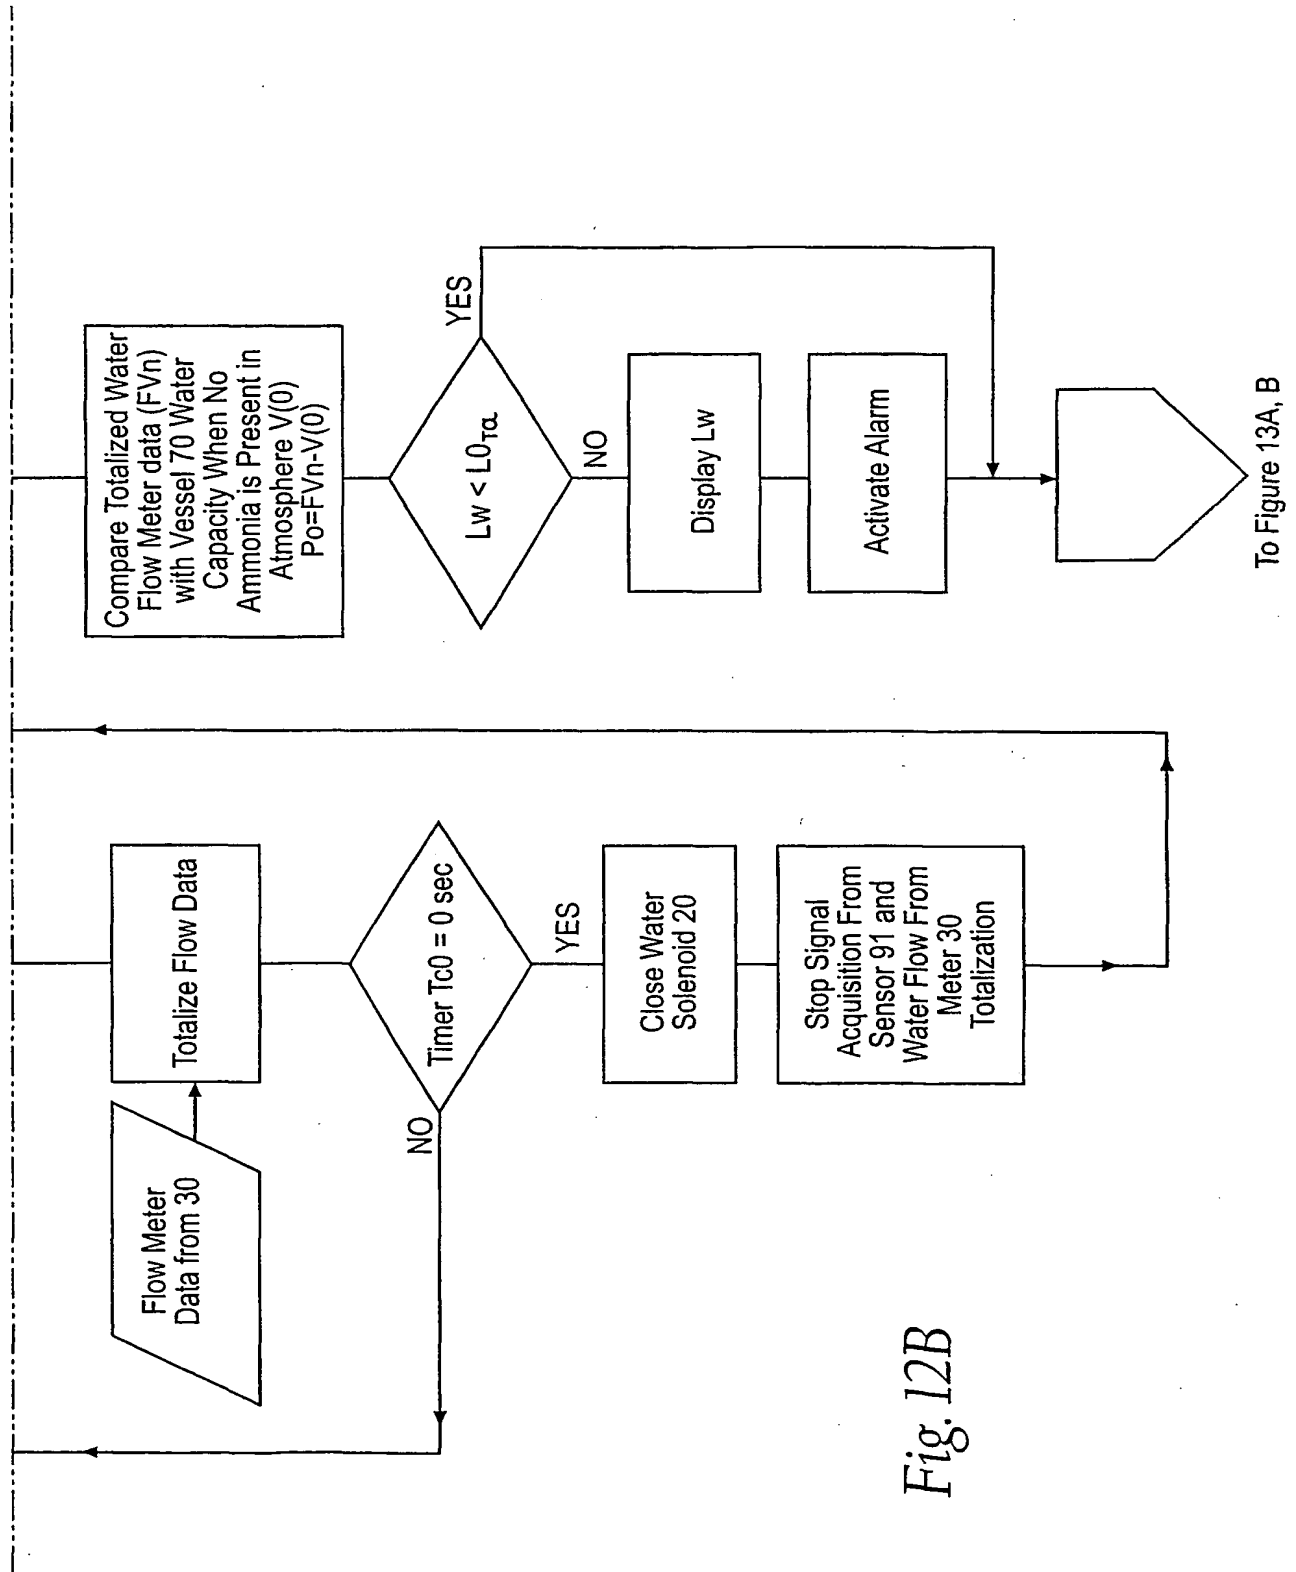 Flow Meter
Data from 30
Totalize Flow Data
Timer Tc0 = 0 sec
NO
YES
Close Water
Solenoid 20
Stop Signal
Acquisition From
Sensor 91 and
Water Flow From
Meter 30
Totalization
Compare Totalized Water
Flow Meter data (FVn)
with Vessel 70 Water
Capacity When No
Ammonia is Present in
Atmosphere V(0)
Po=FVn-V(0)
Lw < L0Tα
YES
NO
Display Lw
Activate Alarm
To Figure 13A, B
Fig. 12B